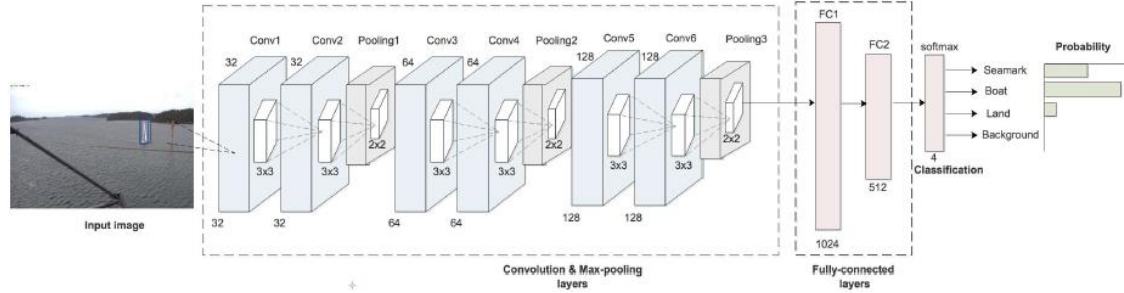 Conv1
Conv2
Pooling1
Conv3
Conv4
Pooling2
Conv5
Conv6
Pooling3
32
32
64
64
128
128
3x3
3x3
2x2
3x3
3x3
2x2
3x3
3x3
2x2
32
32
64
64
128
128
Input image
Convolution & Max-pooling
layers
FC1
FC2
1024
512
Fully-connected
layers
softmax
4
Classification
Probability
Seamark
Boat
Land
Background